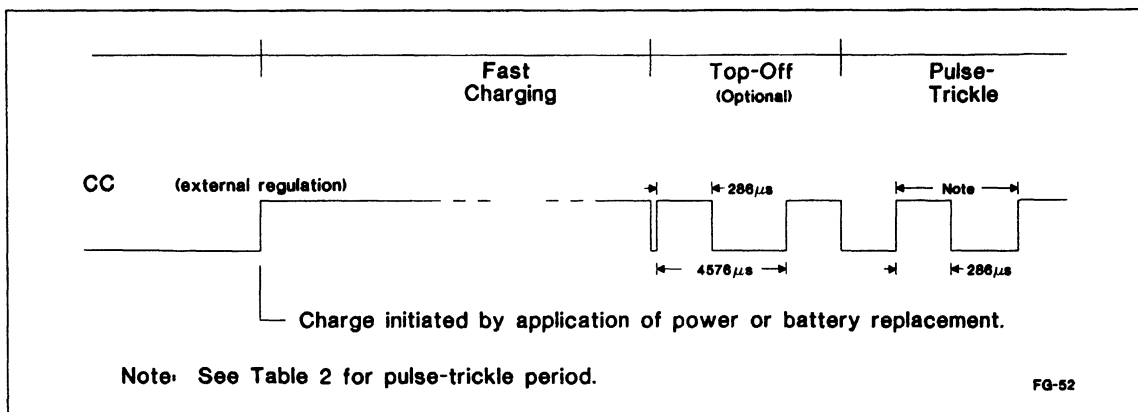 Fast
Charging
Top-Off
(Optional)
Pulse-
Trickle
CC (external regulation)
286μs
Note
4576μs
286μs
Charge initiated by application of power or battery replacement.
Note: See Table 2 for pulse-trickle period.
FG-52